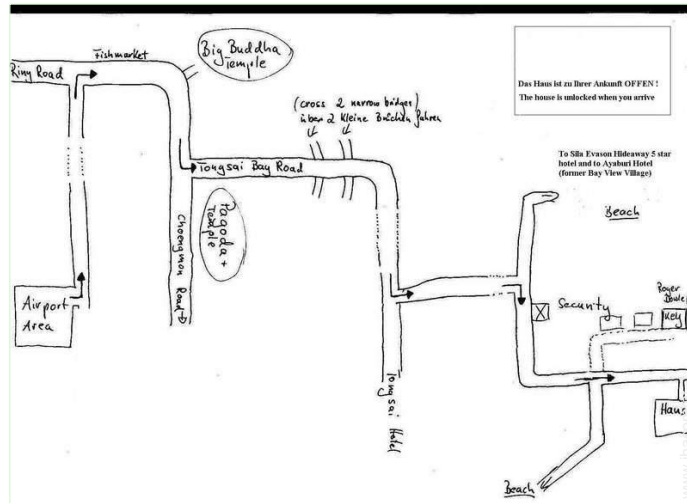 Fishmarket
Ring Road
Big Buddha
Temple
Das Haus ist zu Ihrer Ankunft OFFEN !
The house is unlocked when you arrive
(cross 2 narrow bridges)
über 2 kleine Brücken fahren
To Sila Evason Hideaway 5 star
hotel and to Ayaburi Hotel
(former Bay View Village)
Tongsai Bay Road
Pagoda +
Temple
Choengmon Road
Beach
Airport
Area
Security
Roger
Key
Tongsai Hotel
Haus
Beach